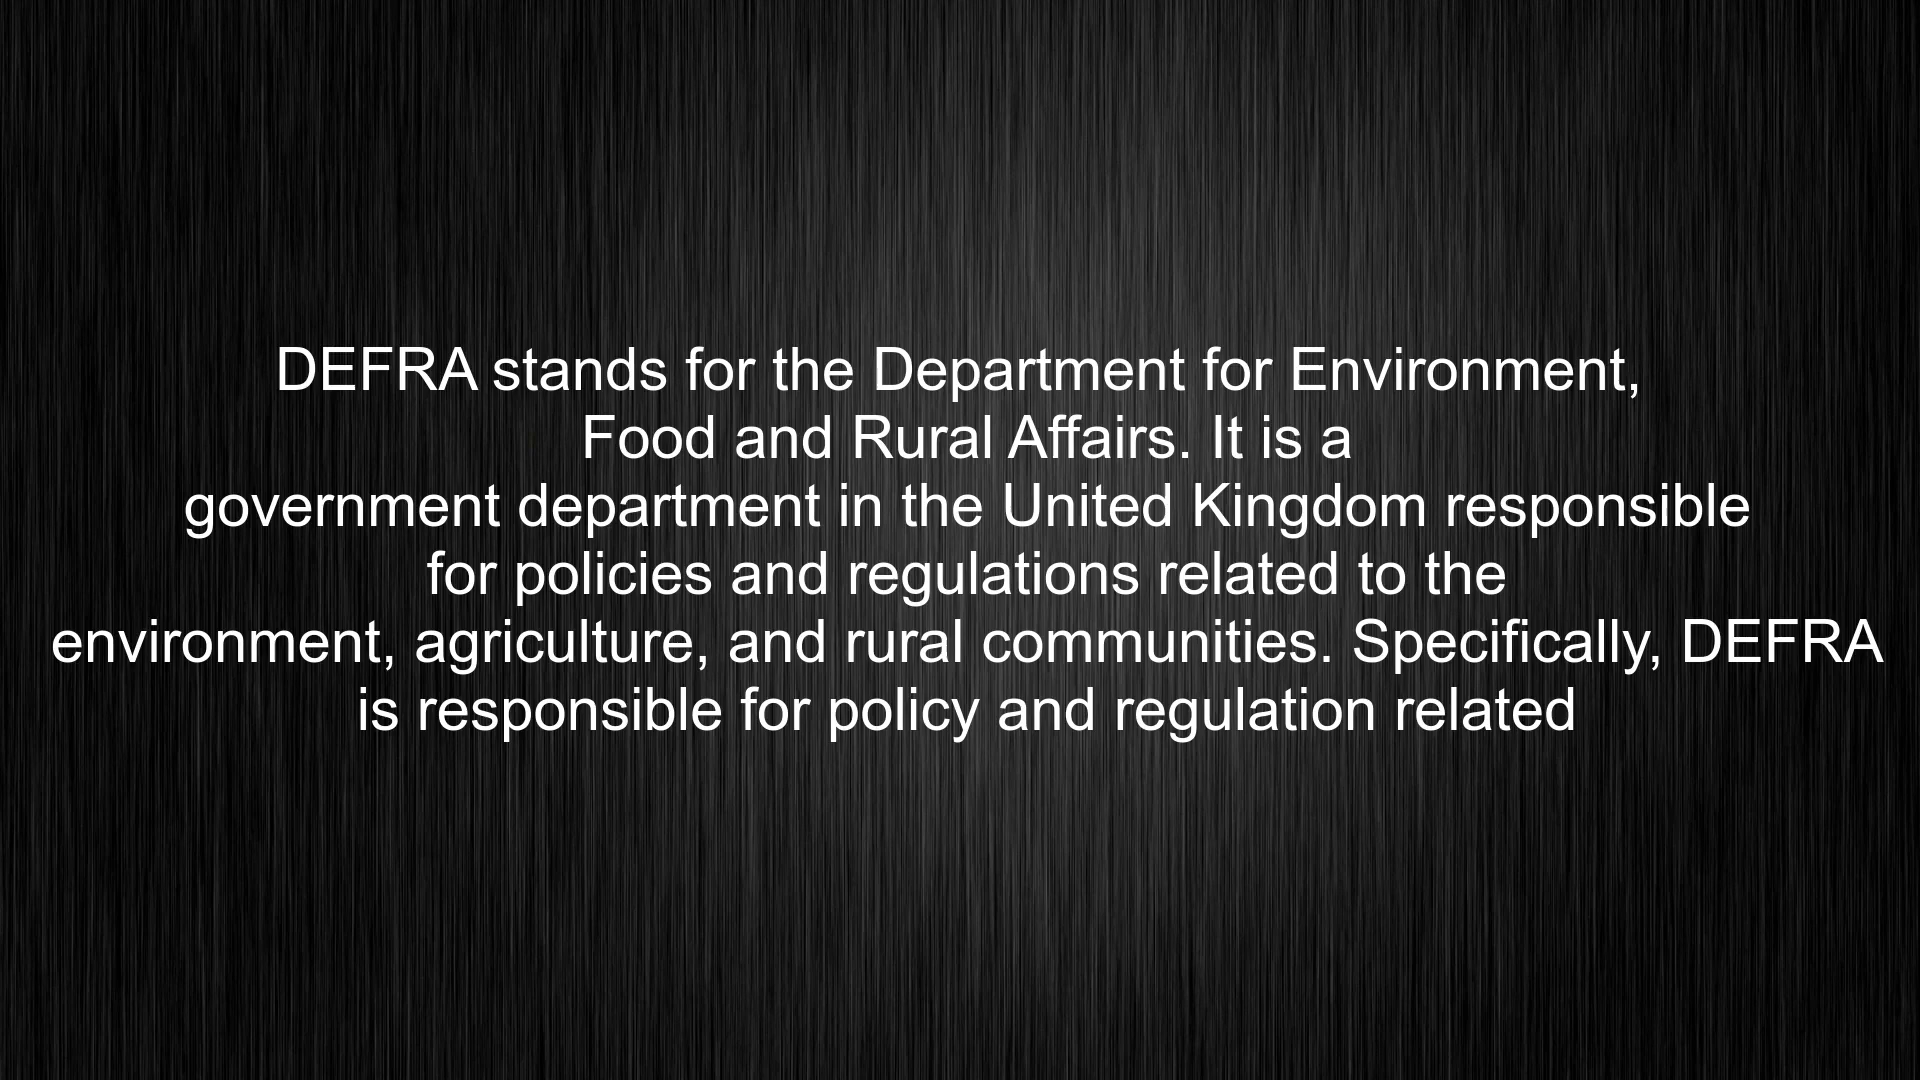 DEFRA stands for the Department for Environment,
Food and Rural Affairs. It is a
government department in the United Kingdom responsible
for policies and regulations related to the
environment, agriculture, and rural communities. Specifically, DEFRA
is responsible for policy and regulation related